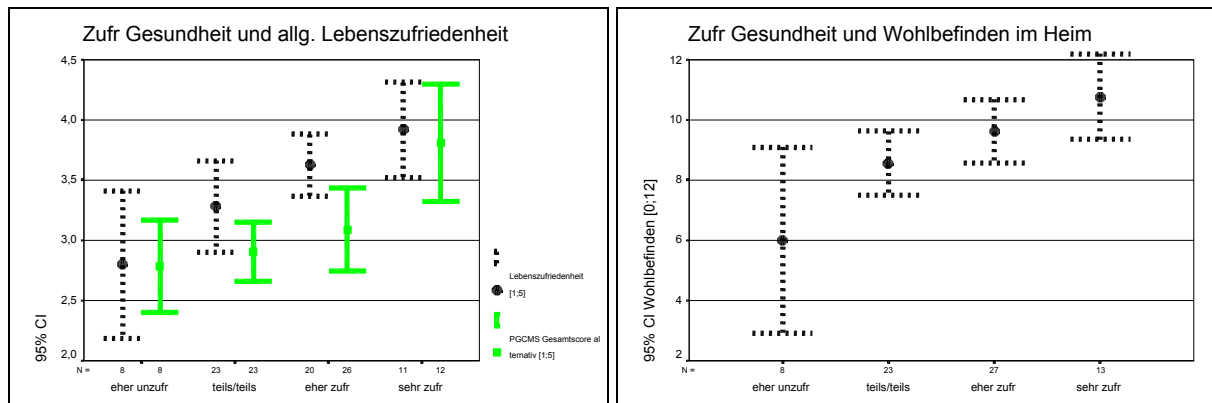 Zufr Gesundheit und allg. Lebenszufriedenheit
4,5
4,0
3,5
3,0
2,5
2,0
95% CI
Lebenszufriedenheit
[1;5]
PGCMS Gesamtscore al
ternativ [1;5]
N = 8 8 23 23 20 26 11 12
eher unzufr teils/teils eher zufr sehr zufr
Zufr Gesundheit und Wohlbefinden im Heim
12
10
8
6
4
2
95% CI Wohlbefinden [0;12]
N = 8 23 27 13
eher unzufr teils/teils eher zufr sehr zufr